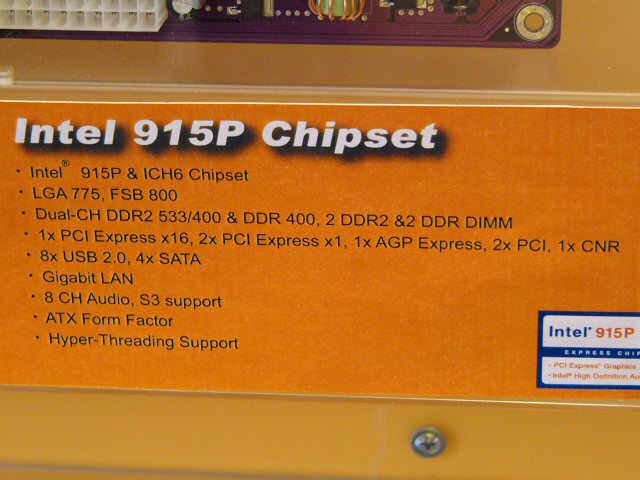 Intel 915P Chipset
· Intel® 915P & ICH6 Chipset
· LGA 775, FSB 800
· Dual-CH DDR2 533/400 & DDR 400, 2 DDR2 &2 DDR DIMM
· 1x PCI Express x16, 2x PCI Express x1, 1x AGP Express, 2x PCI, 1x CNR
· 8x USB 2.0, 4x SATA
· Gigabit LAN
· 8 CH Audio, S3 support
· ATX Form Factor
· Hyper-Threading Support
Intel® 915P
EXPRESS CHIP
· PCI Express* Graphics
· Intel® High Definition Au